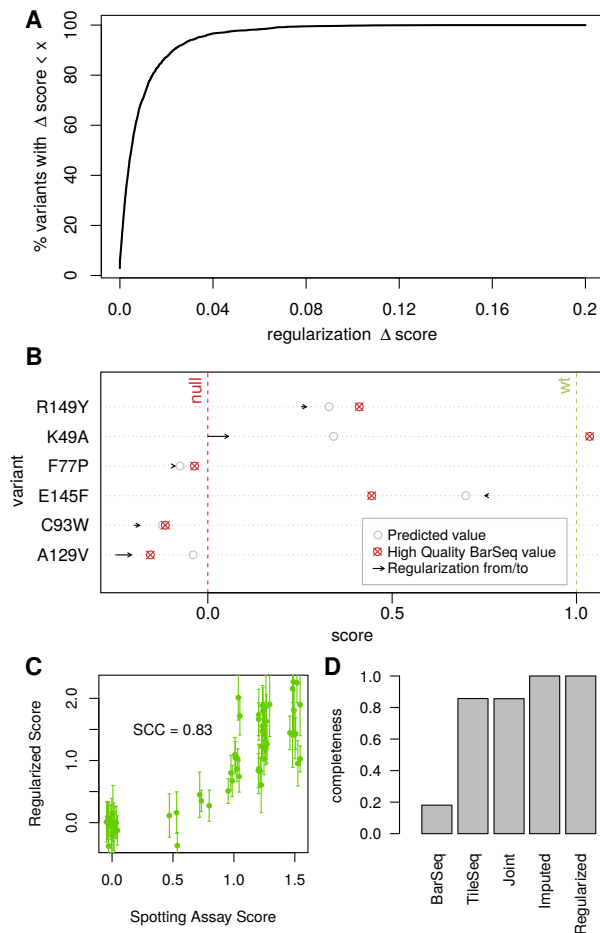 A
% variants with Δ score < x
100
80
60
40
20
0
0.0 0.04 0.08 0.12 0.16 0.2
regularization Δ score
B
null
wt
variant
R149Y
K49A
F77P
E145F
C93W
A129V
Predicted value
High Quality BarSeq value
Regularization from/to
0.0 0.5 1.0
score
C
SCC = 0.83
Regularized Score
2.0
1.0
0.0
0.0 0.5 1.0 1.5
Spotting Assay Score
D
completeness
1.0
0.8
0.6
0.4
0.2
0.0
BarSeq
TileSeq
Joint
Imputed
Regularized